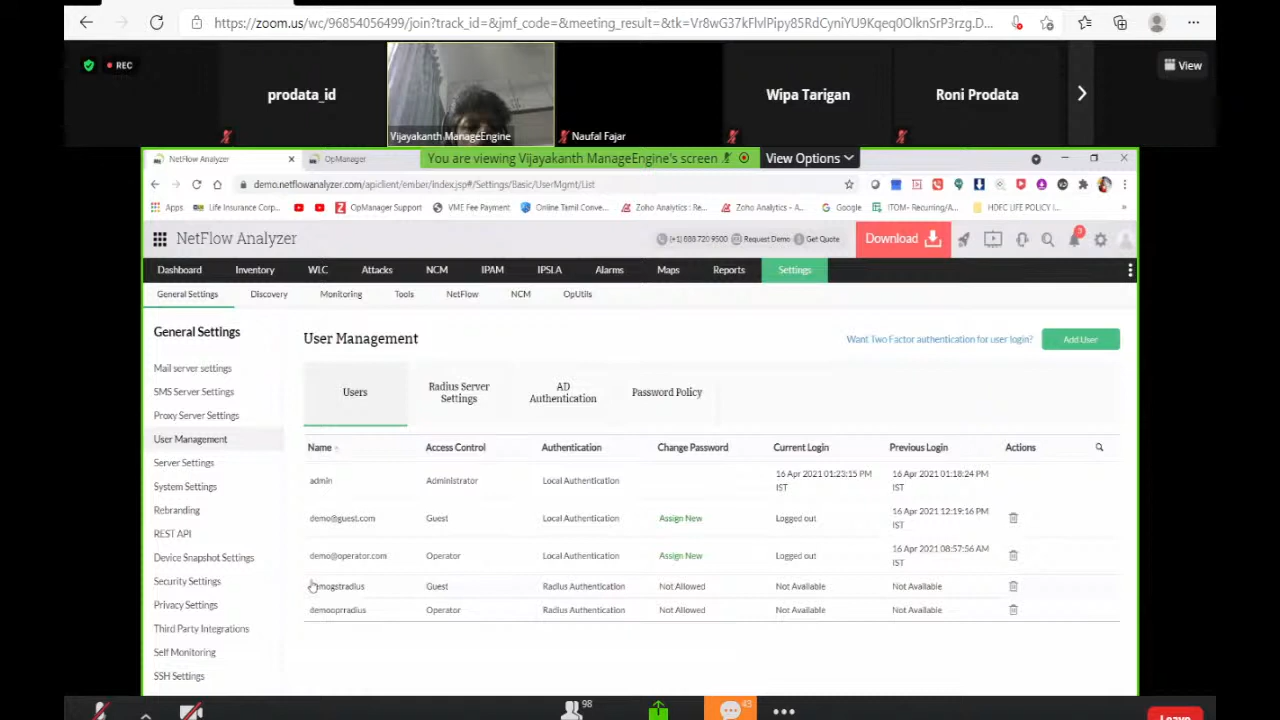 https://zoom.us/wc/96854056499/join?track_id=&jmf_code=&meeting_result=&tk=Vr8wG37kFlvlPipy85RdCyniYU9Kqeq0OlknSrP3rzg.D...
REC
prodata_id
Vijayakanth ManageEngine
Naufal Fajar
Wipa Tarigan
Roni Prodata
View
NetFlow Analyzer
OpManager
You are viewing Vijayakanth ManageEngine's screen
View Options
demo.netflowanalyzer.com/apiclient/ember/index.jsp#/Settings/Basic/UserMgmt/List
Apps
Life Insurance Corp...
OpManager Support
VME Fee Payment
Online Tamil Conve...
Zoho Analytics : Re...
Zoho Analytics - A...
Google
ITOM- Recurring/A...
HDFC LIFE POLICY (...
NetFlow Analyzer
(+1) 888 720 9500
Request Demo
Get Quote
Download
3
Dashboard Inventory WLC Attacks NCM IPAM IPSLA Alarms Maps Reports Settings
General Settings Discovery Monitoring Tools NetFlow NCM OpUtils
General Settings
Mail server settings
SMS Server Settings
Proxy Server Settings
User Management
Server Settings
System Settings
Rebranding
REST API
Device Snapshot Settings
Security Settings
Privacy Settings
Third Party Integrations
Self Monitoring
SSH Settings
User Management
Want Two Factor authentication for user login?
Add User
Users
Radius Server
Settings
AD
Authentication
Password Policy
Name Access Control Authentication Change Password Current Login Previous Login Actions
admin Administrator Local Authentication 16 Apr 2021 01:23:15 PM IST 16 Apr 2021 01:18:24 PM IST
demo@guest.com Guest Local Authentication Assign New Logged out 16 Apr 2021 12:19:16 PM IST
demo@operator.com Operator Local Authentication Assign New Logged out 16 Apr 2021 08:57:56 AM IST
demogstradius Guest Radius Authentication Not Allowed Not Available Not Available
demooprradius Operator Radius Authentication Not Allowed Not Available Not Available
98
43
Leave